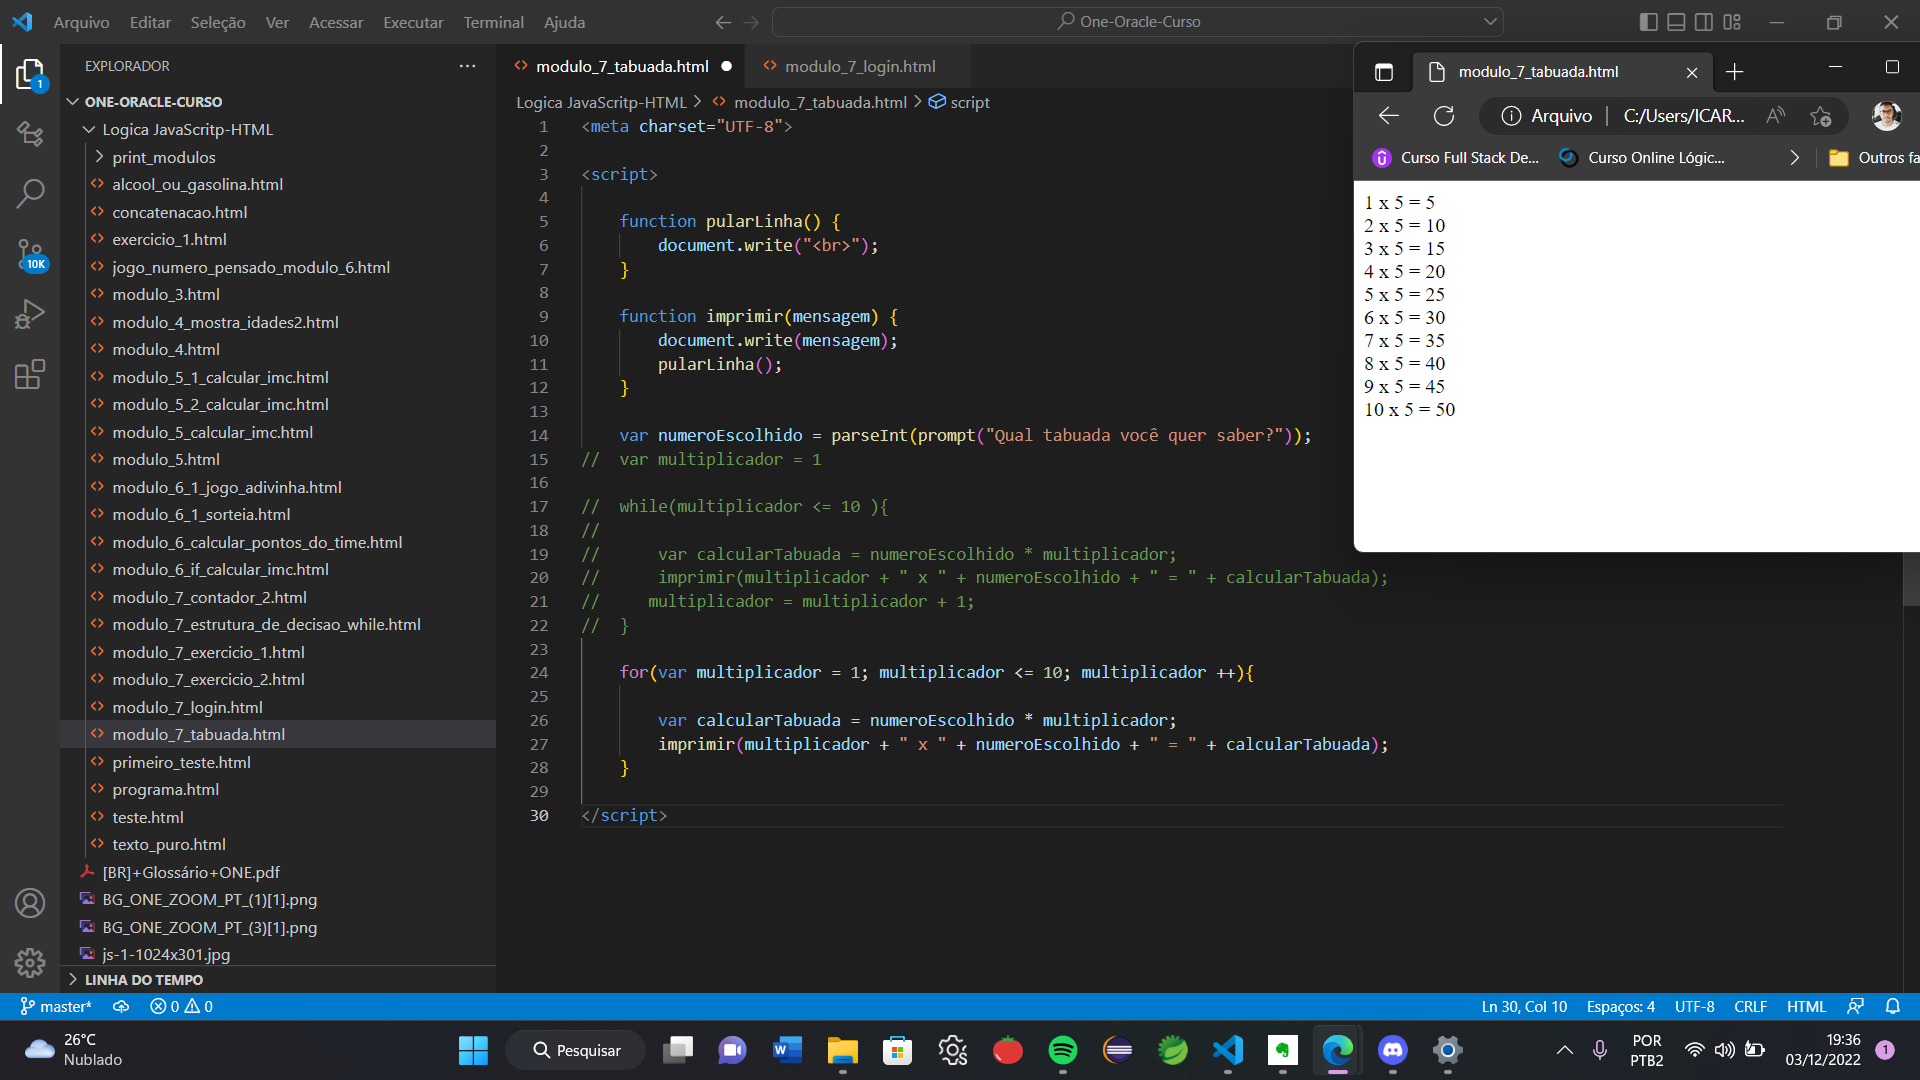 Arquivo Editar Seleção Ver Acessar Executar Terminal Ajuda
One-Oracle-Curso
EXPLORADOR
ONE-ORACLE-CURSO
Logica JavaScritp-HTML
print_modulos
alcool_ou_gasolina.html
concatenacao.html
exercicio_1.html
jogo_numero_pensado_modulo_6.html
modulo_3.html
modulo_4_mostra_idades2.html
modulo_4.html
modulo_5_1_calcular_imc.html
modulo_5_2_calcular_imc.html
modulo_5_calcular_imc.html
modulo_5.html
modulo_6_1_jogo_adivinha.html
modulo_6_1_sorteia.html
modulo_6_calcular_pontos_do_time.html
modulo_6_if_calcular_imc.html
modulo_7_contador_2.html
modulo_7_estrutura_de_decisao_while.html
modulo_7_exercicio_1.html
modulo_7_exercicio_2.html
modulo_7_login.html
modulo_7_tabuada.html
primeiro_teste.html
programa.html
teste.html
texto_puro.html
[BR]+Glossário+ONE.pdf
BG_ONE_ZOOM_PT_(1)[1].png
BG_ONE_ZOOM_PT_(3)[1].png
js-1-1024x301.jpg
LINHA DO TEMPO
1
10K
modulo_7_tabuada.html modulo_7_login.html
Logica JavaScritp-HTML > modulo_7_tabuada.html > script
1 <meta charset="UTF-8">
2
3 <script>
4
5 function pularLinha() {
6 document.write("<br>");
7 }
8
9 function imprimir(mensagem) {
10 document.write(mensagem);
11 pularLinha();
12 }
13
14 var numeroEscolhido = parseInt(prompt("Qual tabuada você quer saber?"));
15 // var multiplicador = 1
16
17 // while(multiplicador <= 10 ){
18 //
19 // var calcularTabuada = numeroEscolhido * multiplicador;
20 // imprimir(multiplicador + " x " + numeroEscolhido + " = " + calcularTabuada);
21 // multiplicador = multiplicador + 1;
22 // }
23
24 for(var multiplicador = 1; multiplicador <= 10; multiplicador ++){
25
26 var calcularTabuada = numeroEscolhido * multiplicador;
27 imprimir(multiplicador + " x " + numeroEscolhido + " = " + calcularTabuada);
28 }
29
30 </script>
modulo_7_tabuada.html
Arquivo | C:/Users/ICAR...
Curso Full Stack De... Curso Online Lógic... Outros fa
1 x 5 = 5
2 x 5 = 10
3 x 5 = 15
4 x 5 = 20
5 x 5 = 25
6 x 5 = 30
7 x 5 = 35
8 x 5 = 40
9 x 5 = 45
10 x 5 = 50
master* 0 0 Ln 30, Col 10 Espaços: 4 UTF-8 CRLF HTML
26°C
Nublado
Pesquisar
POR
PTB2
19:36
03/12/2022
1